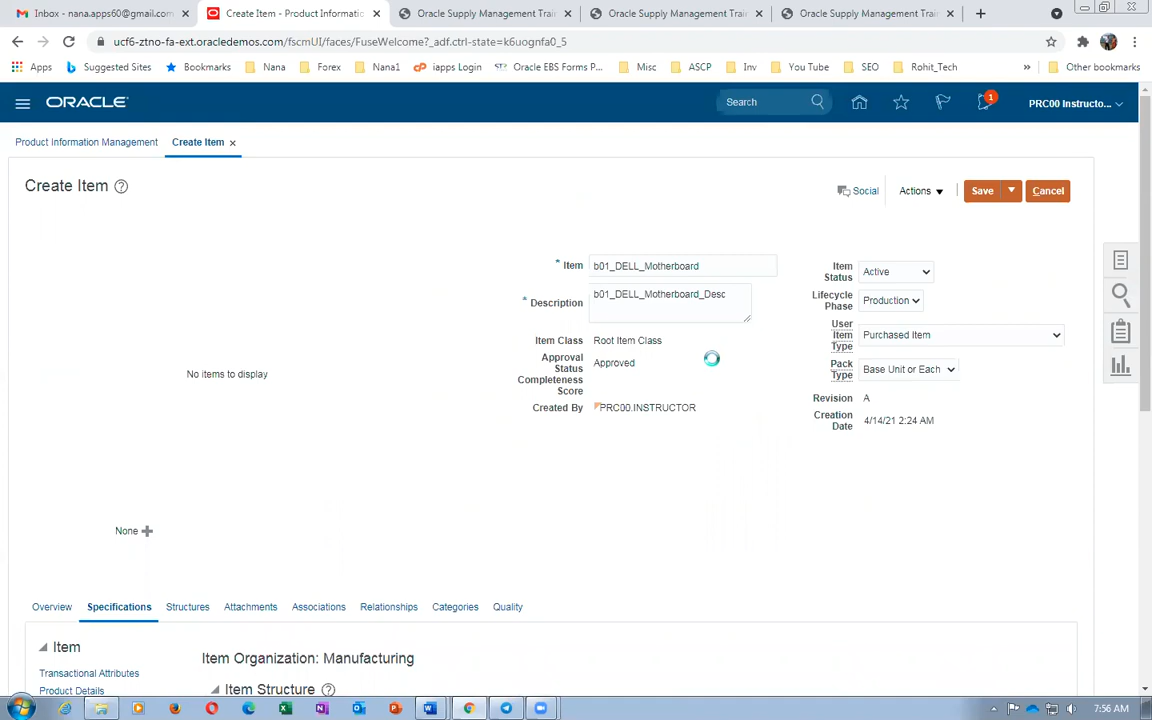 Inbox - nana.apps60@gmail.com
Create Item - Product Informatio
Oracle Supply Management Train
Oracle Supply Management Train
Oracle Supply Management Train
ucf6-ztno-fa-ext.oracledemos.com/fscmUI/faces/FuseWelcome?_adf.ctrl-state=k6uognfa0_5
Apps
Suggested Sites
Bookmarks
Nana
Forex
Nana1
iapps Login
Oracle EBS Forms P...
Misc
ASCP
Inv
You Tube
SEO
Rohit_Tech
»
Other bookmarks
ORACLE
Search
1
PRC00 Instructo...
Product Information Management
Create Item
Create Item
Social
Actions
Save
Cancel
* Item b01_DELL_Motherboard
* Description b01_DELL_Motherboard_Desc
Item Class Root Item Class
Approval Status Approved
Completeness Score
Created By PRC00.INSTRUCTOR
Item Status Active
Lifecycle Phase Production
User Item Type Purchased Item
Pack Type Base Unit or Each
Revision A
Creation Date 4/14/21 2:24 AM
No items to display
None
Overview
Specifications
Structures
Attachments
Associations
Relationships
Categories
Quality
Item
Transactional Attributes
Product Details
Item Organization: Manufacturing
Item Structure
7:56 AM